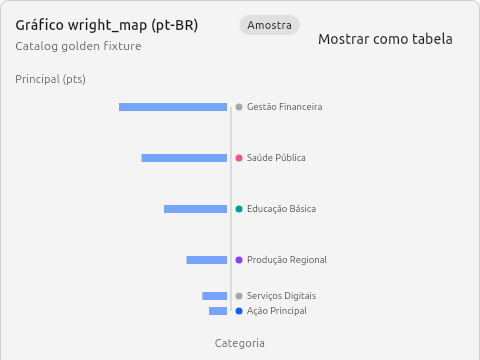 Gráfico wright_map (pt-BR)
Amostra
Catalog golden fixture
Mostrar como tabela
Principal (pts)
Gestão Financeira
Saúde Pública
Educação Básica
Produção Regional
Serviços Digitais
Ação Principal
Categoria